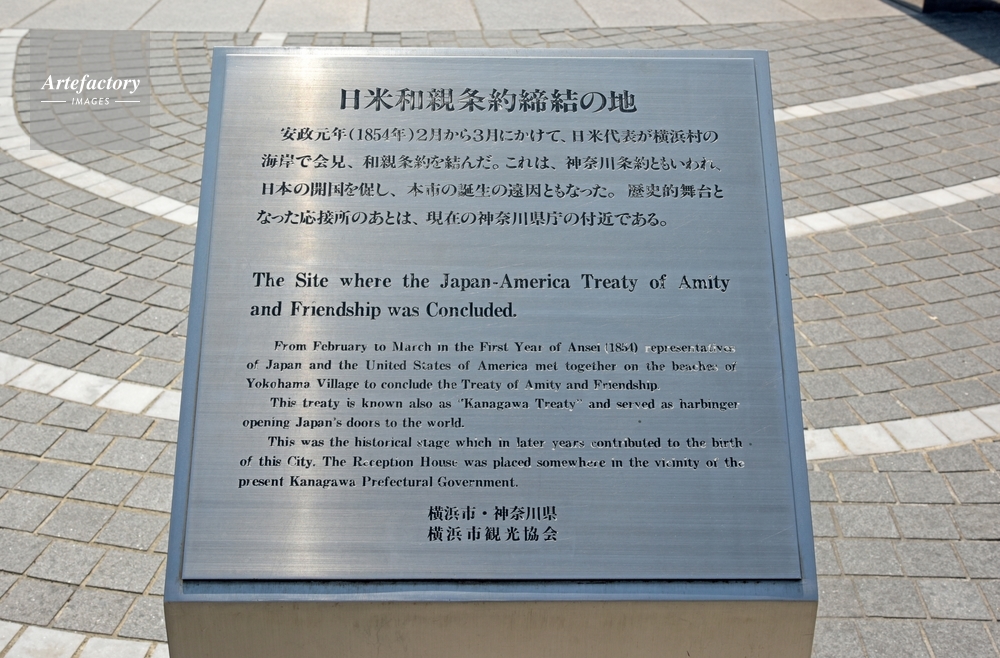 Artefactory
IMAGES
日米和親条約締結の地
安政元年(1854年)2月から3月にかけて、日米代表が横浜村の
海岸で会見、和親条約を結んだ。これは、神奈川条約ともいわれ、
日本の開国を促し、本市の誕生の遠因ともなった。歴史的舞台と
なった応接所のあとは、現在の神奈川県庁の付近である。
The Site where the Japan-America Treaty of Amity
and Friendship was Concluded.
From February to March in the First Year of Ansei (1854) representatives
of Japan and the United States of America met together on the beaches of
Yokohama Village to conclude the Treaty of Amity and Friendship.
This treaty is known also as "Kanagawa Treaty" and served as harbinger
opening Japan's doors to the world.
This was the historical stage which in later years contributed to the birth
of this City. The Reception House was placed somewhere in the vicinity of the
present Kanagawa Prefectural Government.
横浜市・神奈川県
横浜市観光協会